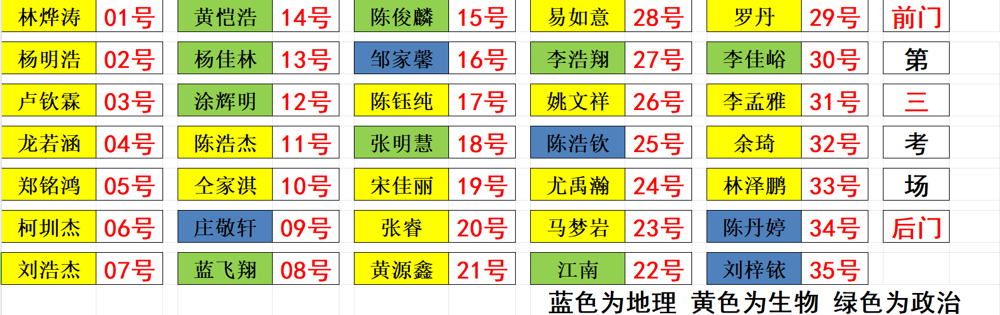 林烨涛 01号 黄恺浩 14号 陈俊麟 15号 易如意 28号 罗丹 29号 前门
杨明浩 02号 杨佳林 13号 邹家馨 16号 李浩翔 27号 李佳峪 30号 第
卢钦霖 03号 涂辉明 12号 陈钰纯 17号 姚文祥 26号 李孟雅 31号 三
龙若涵 04号 陈浩杰 11号 张明慧 18号 陈浩钦 25号 余琦 32号 考
郑铭鸿 05号 仝家淇 10号 宋佳丽 19号 尤禹瀚 24号 林泽鹏 33号 场
柯圳杰 06号 庄敬轩 09号 张睿 20号 马梦岩 23号 陈丹婷 34号 后门
刘浩杰 07号 蓝飞翔 08号 黄源鑫 21号 江南 22号 刘梓铱 35号
蓝色为地理 黄色为生物 绿色为政治